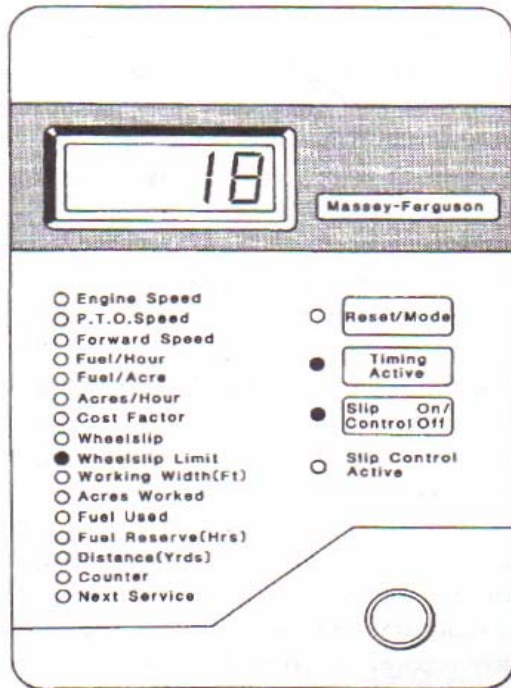 18
Massey-Ferguson
Engine Speed
P.T.O.Speed
Forward Speed
Fuel/Hour
Fuel/Acre
Acres/Hour
Cost Factor
Wheelslip
Wheelslip Limit
Working Width(Ft)
Acres Worked
Fuel Used
Fuel Reserve(Hrs)
Distance(Yrds)
Counter
Next Service
Reset/Mode
Timing
Active
Slip On/
Control Off
Slip Control
Active